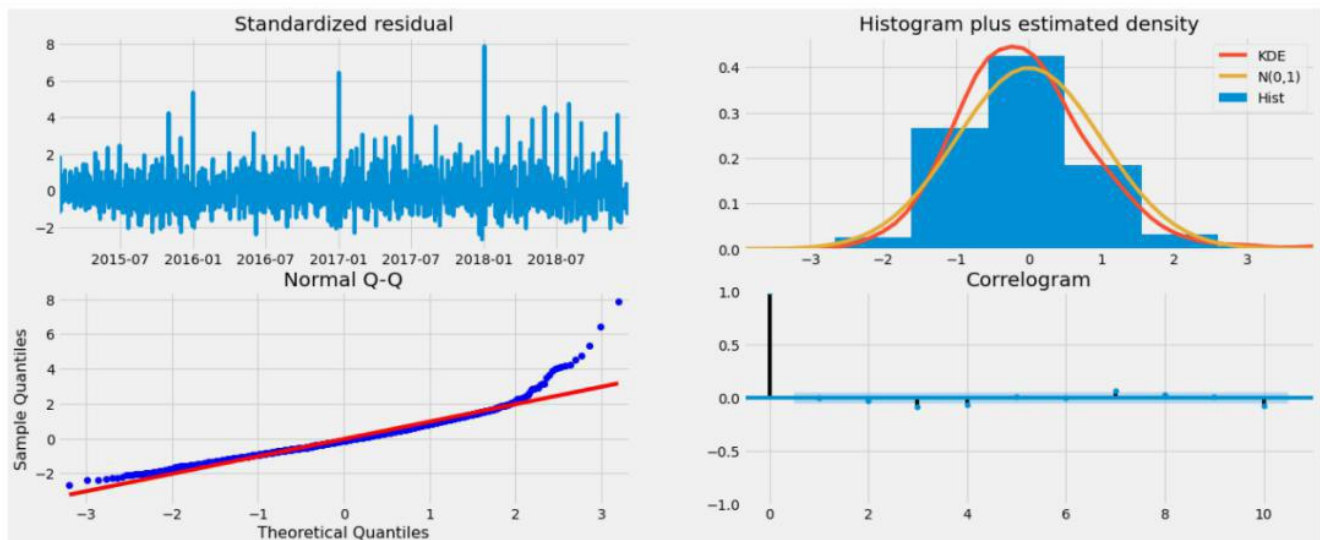 Standardized residual
8
6
4
2
0
−2
2015-07 2016-01 2016-07 2017-01 2017-07 2018-01 2018-07
Histogram plus estimated density
KDE
N(0,1)
Hist
0.4
0.3
0.2
0.1
0.0
−3 −2 −1 0 1 2 3
Normal Q-Q
Sample Quantiles
8
6
4
2
0
−2
−3 −2 −1 0 1 2 3
Theoretical Quantiles
Correlogram
1.0
0.5
0.0
−0.5
−1.0
0 2 4 6 8 10